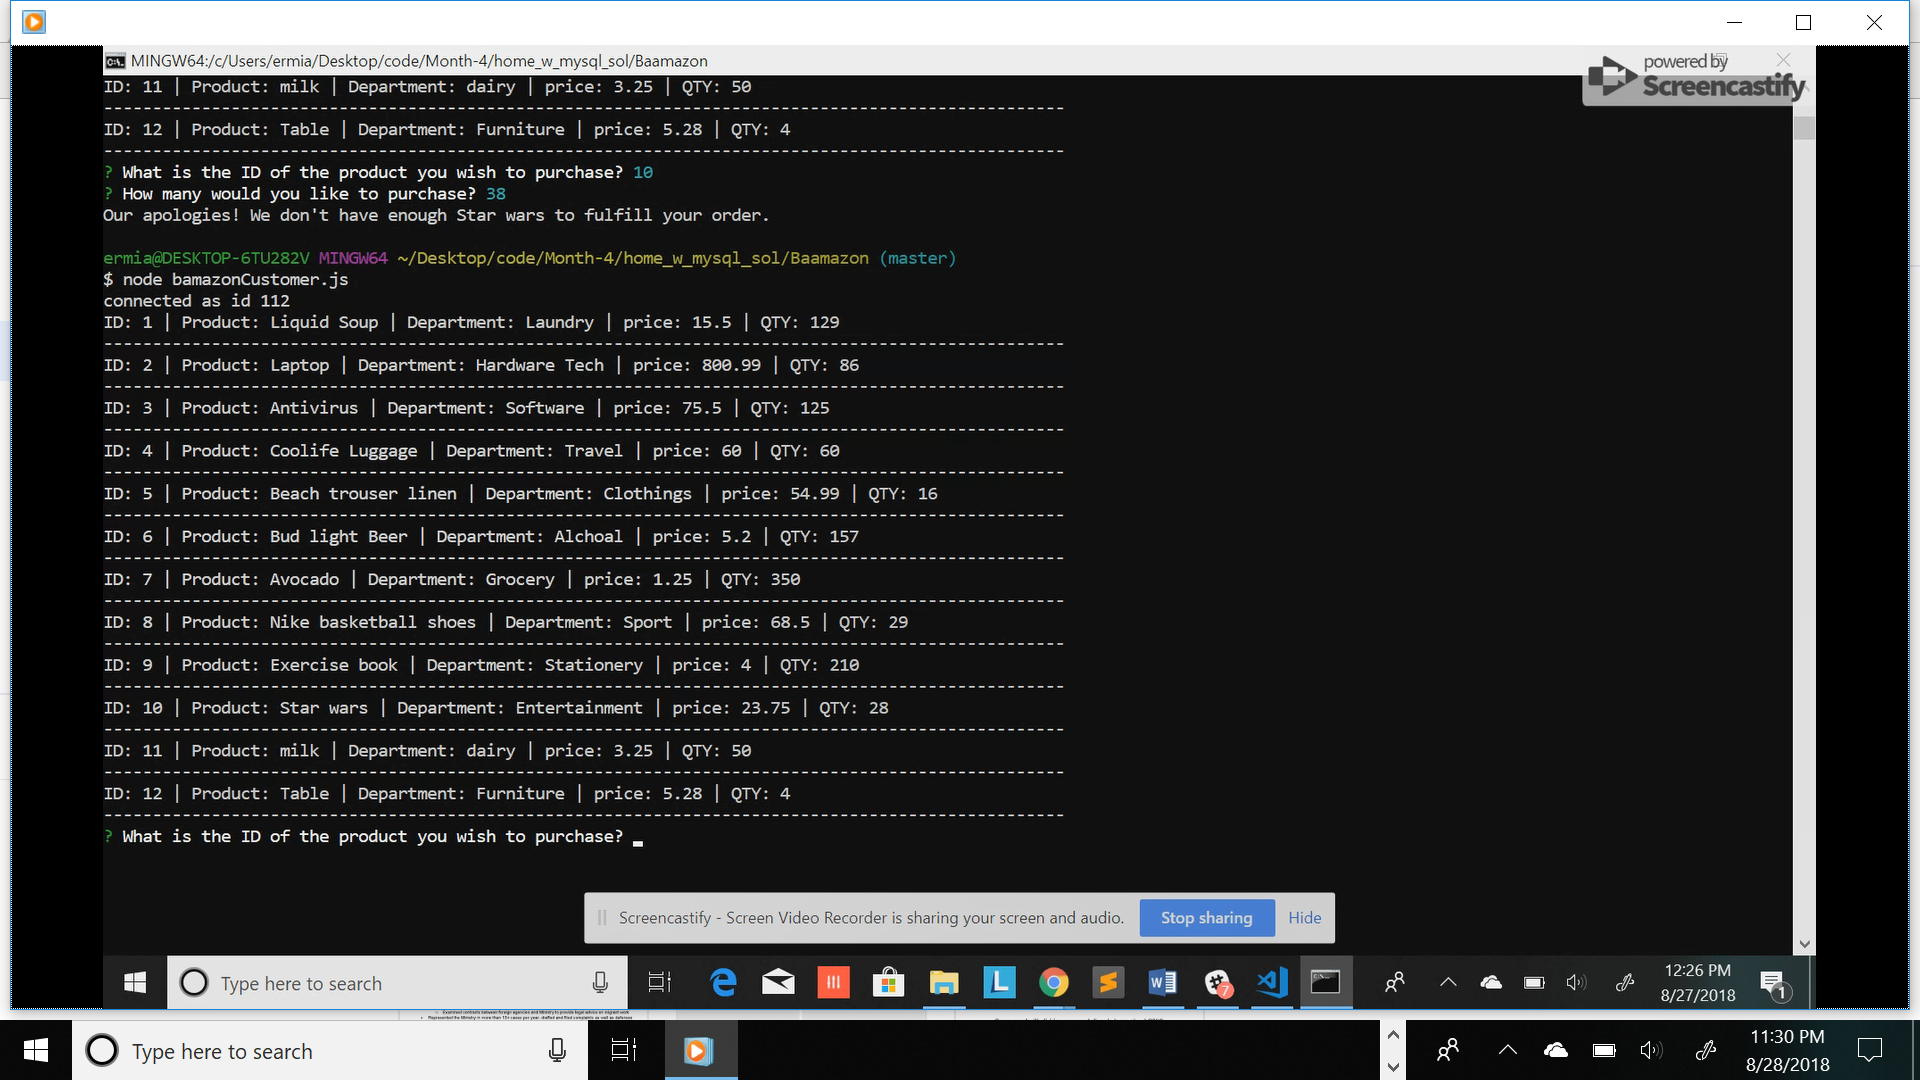 MINGW64:/c/Users/ermia/Desktop/code/Month-4/home_w_mysql_sol/Baamazon
powered by
Screencastify
ID: 11 | Product: milk | Department: dairy | price: 3.25 | QTY: 50
--------------------------------------------------------------------------------------------------
ID: 12 | Product: Table | Department: Furniture | price: 5.28 | QTY: 4
--------------------------------------------------------------------------------------------------
? What is the ID of the product you wish to purchase? 10
? How many would you like to purchase? 38
Our apologies! We don't have enough Star wars to fulfill your order.
ermia@DESKTOP-6TU282V MINGW64 ~/Desktop/code/Month-4/home_w_mysql_sol/Baamazon (master)
$ node bamazonCustomer.js
connected as id 112
ID: 1 | Product: Liquid Soup | Department: Laundry | price: 15.5 | QTY: 129
--------------------------------------------------------------------------------------------------
ID: 2 | Product: Laptop | Department: Hardware Tech | price: 800.99 | QTY: 86
--------------------------------------------------------------------------------------------------
ID: 3 | Product: Antivirus | Department: Software | price: 75.5 | QTY: 125
--------------------------------------------------------------------------------------------------
ID: 4 | Product: Coolife Luggage | Department: Travel | price: 60 | QTY: 60
--------------------------------------------------------------------------------------------------
ID: 5 | Product: Beach trouser linen | Department: Clothings | price: 54.99 | QTY: 16
--------------------------------------------------------------------------------------------------
ID: 6 | Product: Bud light Beer | Department: Alchoal | price: 5.2 | QTY: 157
--------------------------------------------------------------------------------------------------
ID: 7 | Product: Avocado | Department: Grocery | price: 1.25 | QTY: 350
--------------------------------------------------------------------------------------------------
ID: 8 | Product: Nike basketball shoes | Department: Sport | price: 68.5 | QTY: 29
--------------------------------------------------------------------------------------------------
ID: 9 | Product: Exercise book | Department: Stationery | price: 4 | QTY: 210
--------------------------------------------------------------------------------------------------
ID: 10 | Product: Star wars | Department: Entertainment | price: 23.75 | QTY: 28
--------------------------------------------------------------------------------------------------
ID: 11 | Product: milk | Department: dairy | price: 3.25 | QTY: 50
--------------------------------------------------------------------------------------------------
ID: 12 | Product: Table | Department: Furniture | price: 5.28 | QTY: 4
--------------------------------------------------------------------------------------------------
? What is the ID of the product you wish to purchase?
Screencastify - Screen Video Recorder is sharing your screen and audio. Stop sharing Hide
Type here to search
7
12:26 PM
8/27/2018
1
Type here to search
11:30 PM
8/28/2018